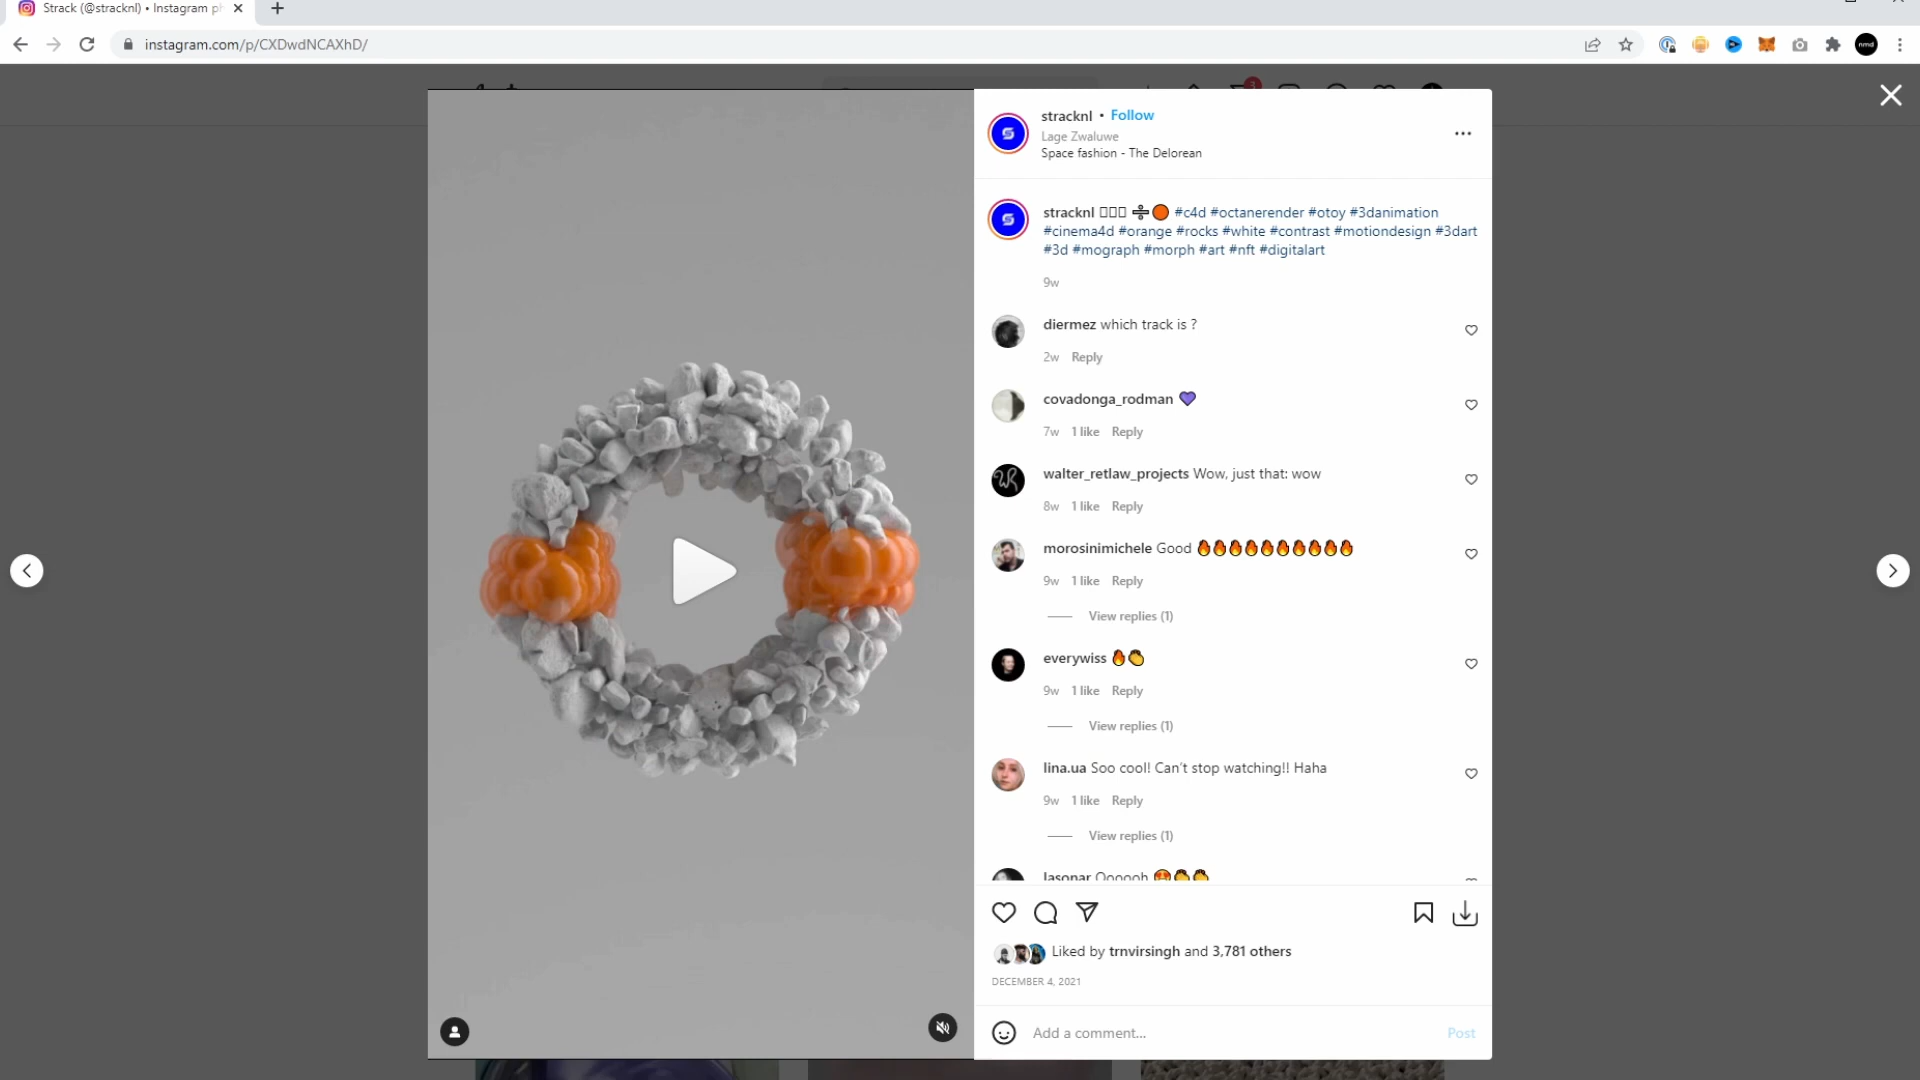 Strack (@stracknl) • Instagram ph
instagram.com/p/CXDwdNCAXhD/
nmd
3
stracknl • Follow
Lage Zwaluwe
Space fashion - The Delorean
stracknl ➗🟠 #c4d #octanerender #otoy #3danimation
#cinema4d #orange #rocks #white #contrast #motiondesign #3dart
#3d #mograph #morph #art #nft #digitalart
9w
diermez which track is ?
2w Reply
covadonga_rodman 💜
7w 1 like Reply
walter_retlaw_projects Wow, just that: wow
8w 1 like Reply
morosinimichele Good 🔥🔥🔥🔥🔥🔥🔥🔥🔥🔥
9w 1 like Reply
View replies (1)
everywiss 🔥👏
9w 1 like Reply
View replies (1)
lina.ua Soo cool! Can't stop watching!! Haha
9w 1 like Reply
View replies (1)
lasonar Oooooh 😍👏👏
Liked by trnvirsingh and 3,781 others
DECEMBER 4, 2021
Add a comment...
Post